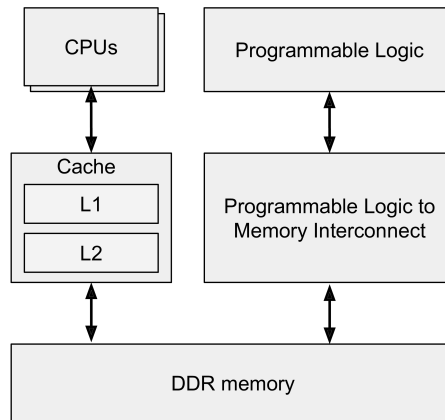 CPUs
Programmable Logic
Cache
L1
L2
Programmable Logic to
Memory Interconnect
DDR memory